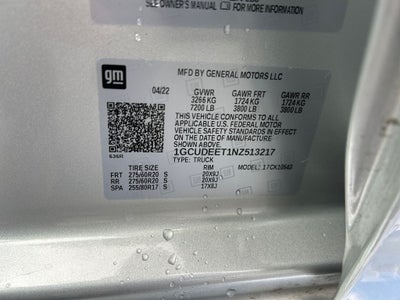 SEE OWNER'S MANUAL FOR MORE INFORMATION
gm
MFD BY GENERAL MOTORS LLC
04/22 GVWR GAWR FRT GAWR RR
3266 KG 1724 KG 1724 KG
7200 LB 3800 LB 3800 LB
THIS VEHICLE CONFORMS TO ALL APPLICABLE
U.S. FEDERAL MOTOR VEHICLE SAFETY STANDARDS
IN EFFECT ON THE DATE OF MANUFACTURE SHOWN ABOVE.
1GCUDEET1NZ513217
TYPE: TRUCK
MODEL: 17CK10543
TIRE SIZE RIM
FRT 275/60R20 S 20X9J
RR 275/60R20 S 20X9J
SPA 255/80R17 S 17X8J